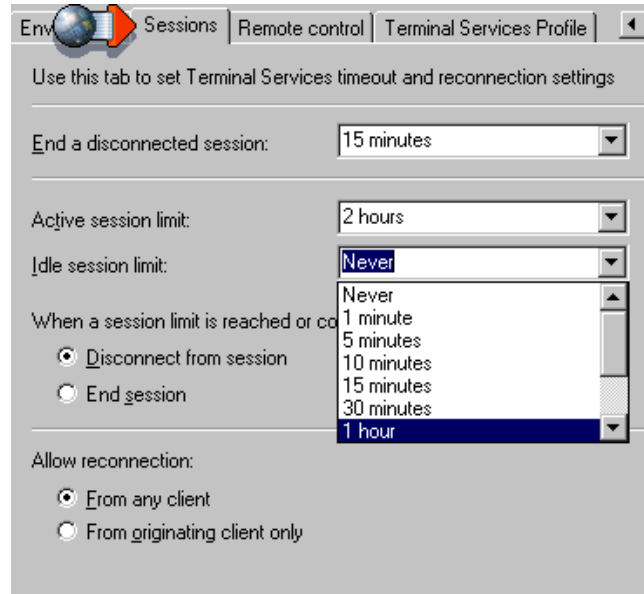 Env Sessions Remote control Terminal Services Profile
Use this tab to set Terminal Services timeout and reconnection settings
End a disconnected session: 15 minutes
Active session limit: 2 hours
Idle session limit: Never
Never
When a session limit is reached or co 1 minute
5 minutes
Disconnect from session 10 minutes
15 minutes
End session
30 minutes
1 hour
Allow reconnection:
From any client
From originating client only